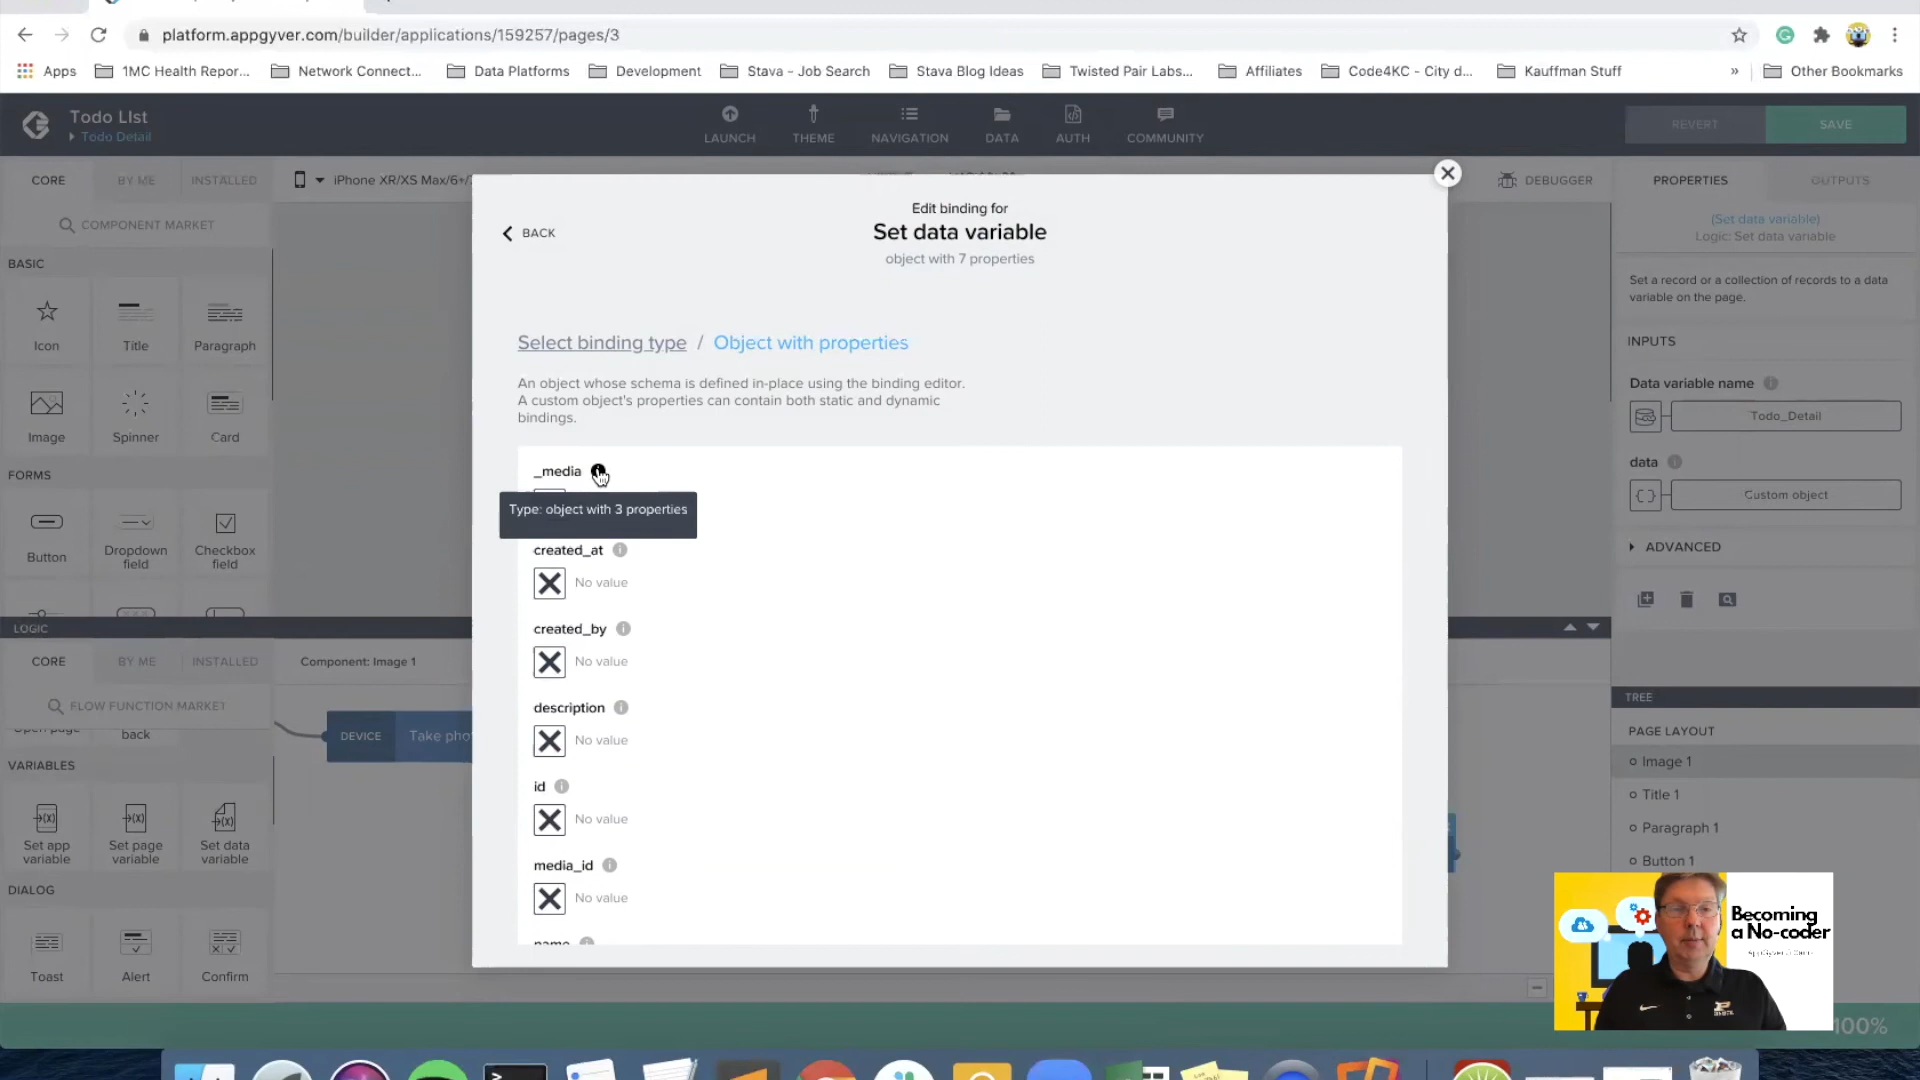 platform.appgyver.com/builder/applications/159257/pages/3
Apps
1MC Health Repor...
Network Connect...
Data Platforms
Development
Stava - Job Search
Stava Blog Ideas
Twisted Pair Labs...
Affiliates
Code4KC - City d...
Kauffman Stuff
»
Other Bookmarks
Todo LIst
Todo Detail
LAUNCH
THEME
NAVIGATION
DATA
AUTH
COMMUNITY
REVERT
SAVE
CORE
BY ME
INSTALLED
iPhone XR/XS Max/6+/
DEBUGGER
PROPERTIES
OUTPUTS
COMPONENT MARKET
BASIC
Icon
Title
Paragraph
Image
Spinner
Card
FORMS
Button
Dropdown
field
Checkbox
field
BACK
Edit binding for
Set data variable
object with 7 properties
Select binding type / Object with properties
An object whose schema is defined in-place using the binding editor.
A custom object's properties can contain both static and dynamic
bindings.
_media
Type: object with 3 properties
created_at
No value
created_by
No value
description
No value
id
No value
media_id
No value
name
(Set data variable)
Logic: Set data variable
Set a record or a collection of records to a data
variable on the page.
INPUTS
Data variable name
Todo_Detail
data
Custom object
ADVANCED
LOGIC
CORE
BY ME
INSTALLED
Component: Image 1
FLOW FUNCTION MARKET
Open page
back
DEVICE
Take pho
VARIABLES
Set app
variable
Set page
variable
Set data
variable
DIALOG
Toast
Alert
Confirm
TREE
PAGE LAYOUT
Image 1
Title 1
Paragraph 1
Button 1
Becoming
a No-coder
100%